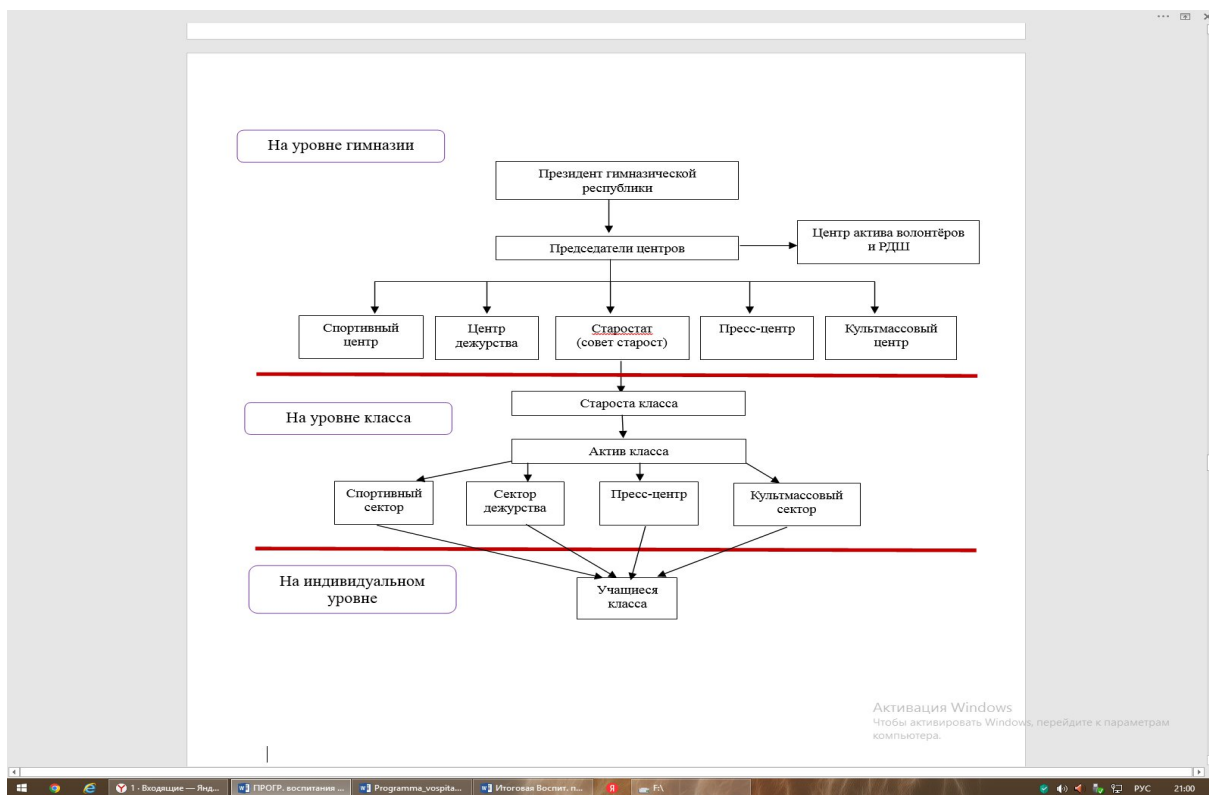 На уровне гимназии
Президент гимназической
республики
Председатели центров
Центр актива волонтёров
и РДШ
Спортивный
центр
Центр
дежурства
Старостат
(совет старост)
Пресс-центр
Культмассовый
центр
На уровне класса
Староста класса
Актив класса
Спортивный
сектор
Сектор
дежурства
Пресс-центр
Культмассовый
сектор
На индивидуальном
уровне
Учащиеся
класса
Активация Windows
Чтобы активировать Windows, перейдите к параметрам
компьютера.
1 · Входящие — Янд...
ПРОГР. воспитания ...
Programma_vospita...
Итоговая Воспит. п...
Я
F:\
РУС
21:00